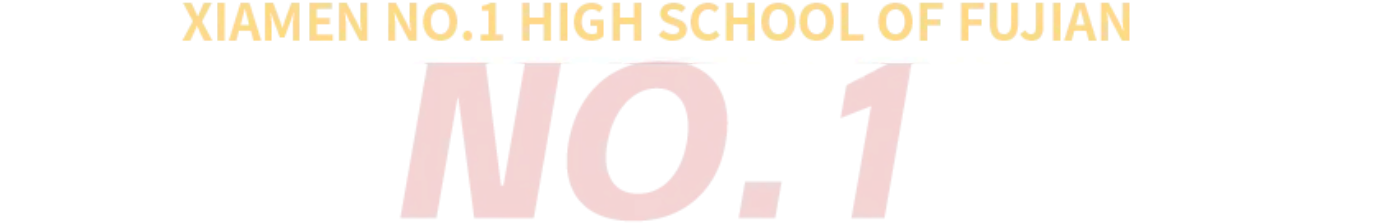 XIAMEN NO.1 HIGH SCHOOL OF FUJIAN
NO.1